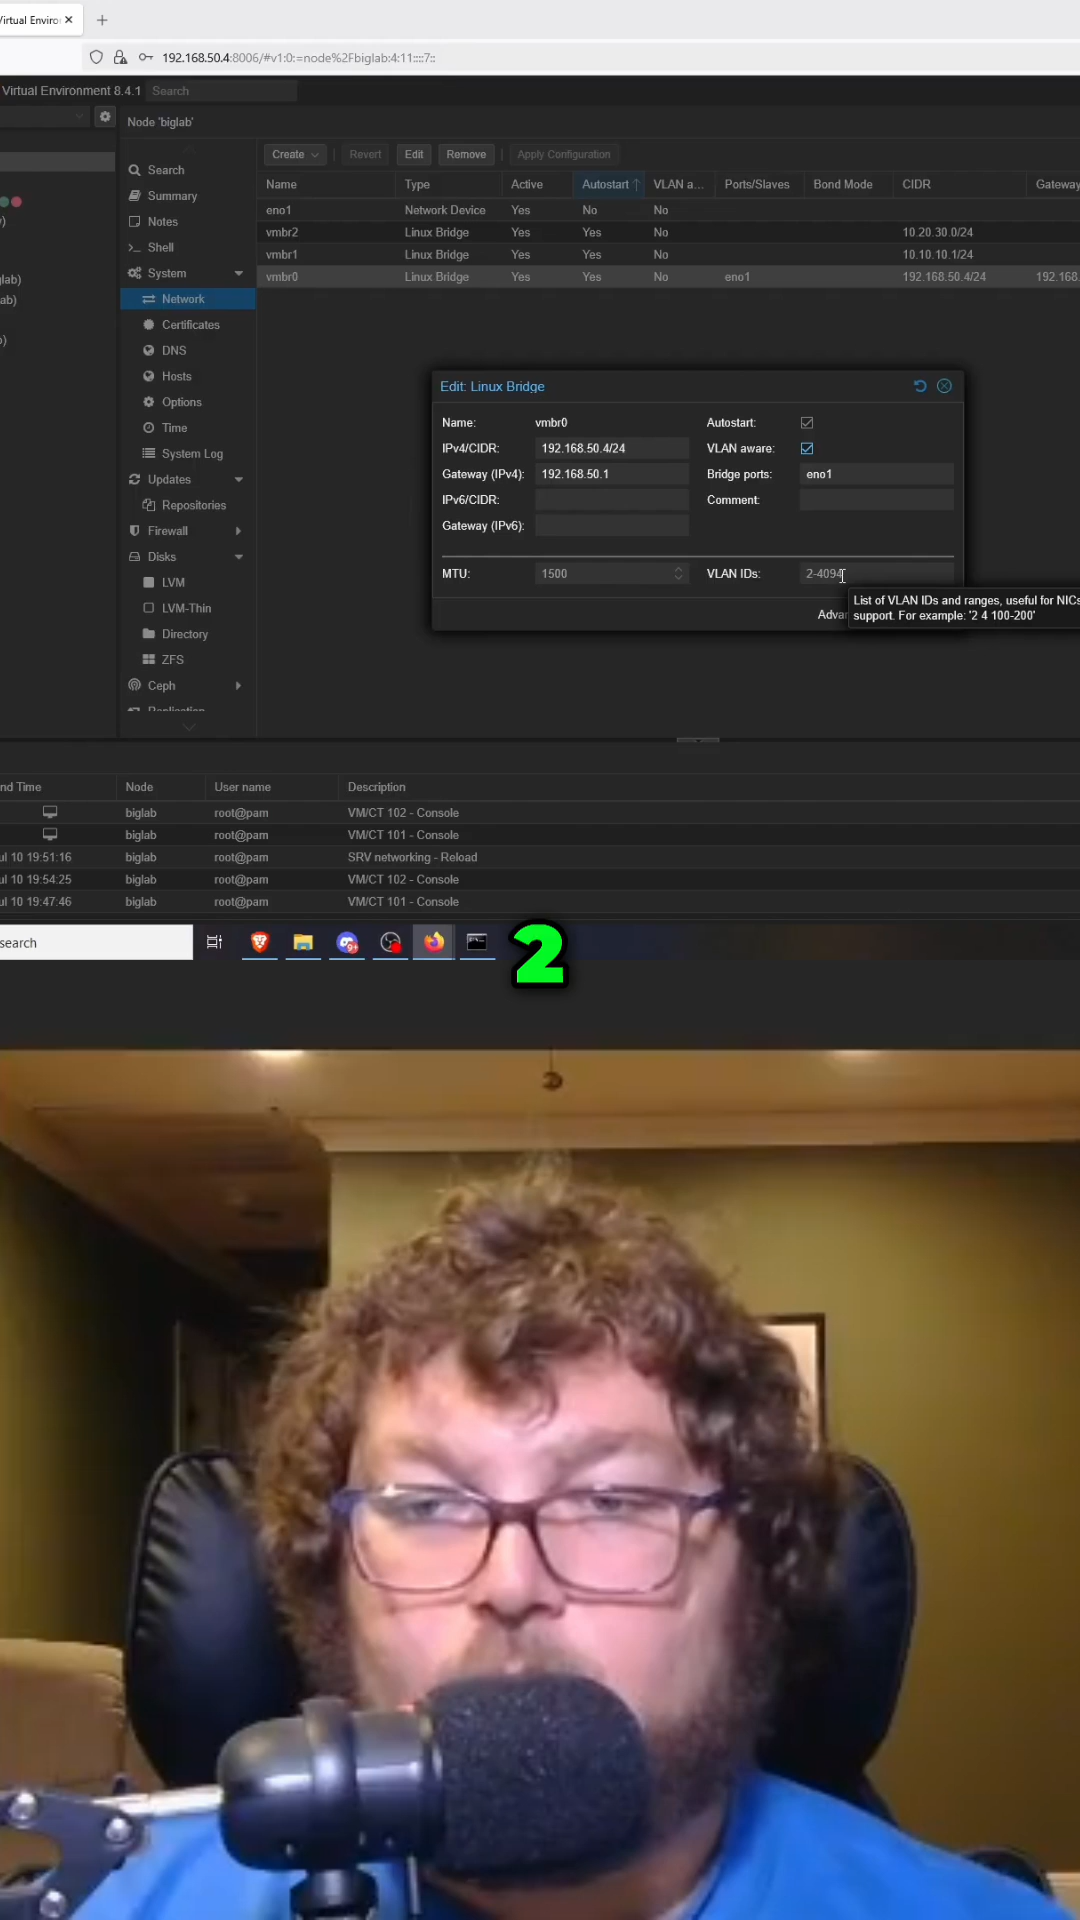 Virtual Enviro
192.168.50.4:8006/#v1:0:=node%2Fbiglab:4:11::::7::
Virtual Environment 8.4.1 Search
Node 'biglab'
Search
Summary
Notes
Shell
System
Network
Certificates
DNS
Hosts
Options
Time
System Log
Updates
Repositories
Firewall
Disks
LVM
LVM-Thin
Directory
ZFS
Ceph
Replication
glab)
ab)
Create Revert Edit Remove Apply Configuration
Name Type Active Autostart VLAN a... Ports/Slaves Bond Mode CIDR Gateway
eno1 Network Device Yes No No
vmbr2 Linux Bridge Yes Yes No 10.20.30.0/24
vmbr1 Linux Bridge Yes Yes No 10.10.10.1/24
vmbr0 Linux Bridge Yes Yes No eno1 192.168.50.4/24 192.168.
Edit: Linux Bridge
Name: vmbr0 Autostart:
IPv4/CIDR: 192.168.50.4/24 VLAN aware:
Gateway (IPv4): 192.168.50.1 Bridge ports: eno1
IPv6/CIDR: Comment:
Gateway (IPv6):
MTU: 1500 VLAN IDs: 2-4094
Adva
List of VLAN IDs and ranges, useful for NICs
support. For example: '2 4 100-200'
nd Time Node User name Description
biglab root@pam VM/CT 102 - Console
biglab root@pam VM/CT 101 - Console
ul 10 19:51:16 biglab root@pam SRV networking - Reload
ul 10 19:54:25 biglab root@pam VM/CT 102 - Console
ul 10 19:47:46 biglab root@pam VM/CT 101 - Console
search
9+
2